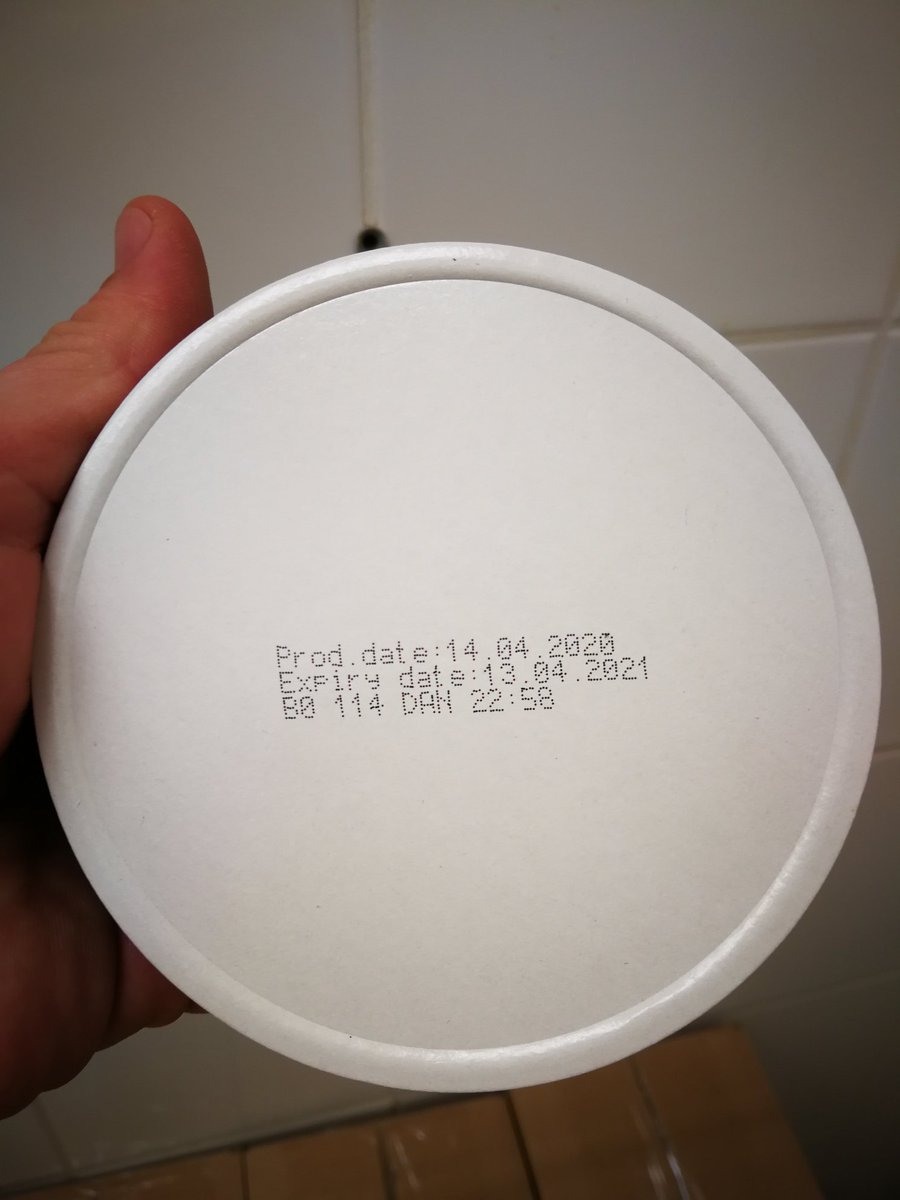 Prod.date:14.04.2020
Expiry date:13.04.2021
B0 114 DAN 22:58